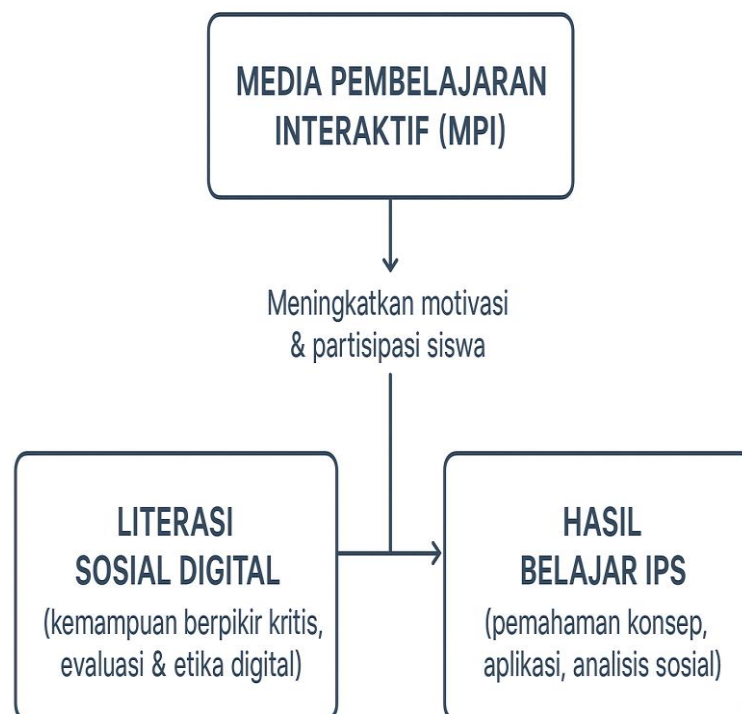 MEDIA PEMBELAJARAN
INTERAKTIF (MPI)
Meningkatkan motivasi
& partisipasi siswa
LITERASI
SOSIAL DIGITAL
(kemampuan berpikir kritis,
evaluasi & etika digital)
HASIL
BELAJAR IPS
(pemahaman konsep,
aplikasi, analisis sosial)